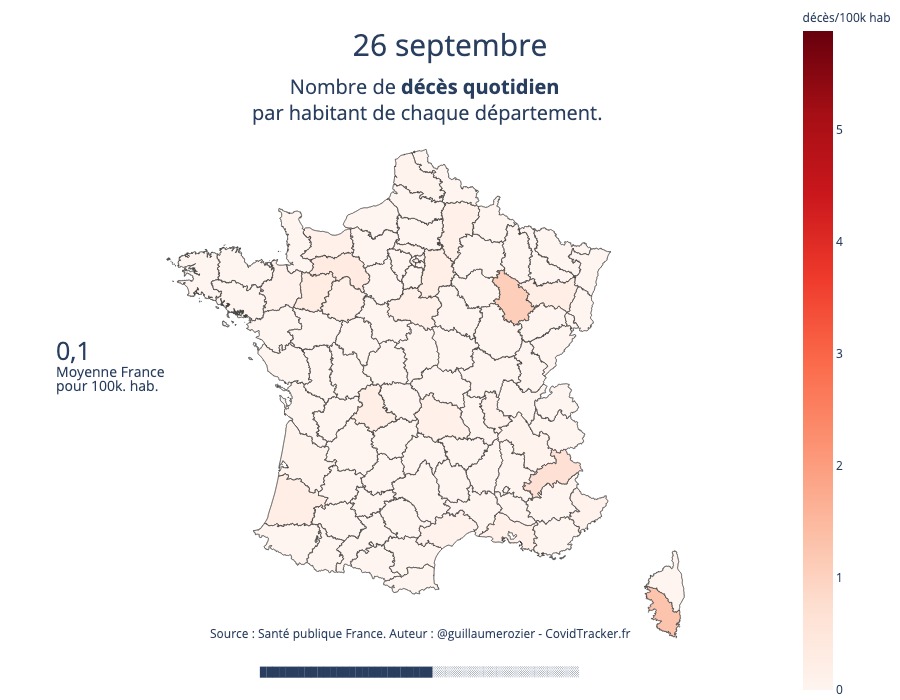 décès/100k hab
26 septembre
Nombre de décès quotidien
par habitant de chaque département.
5
4
3
2
1
0
0,1
Moyenne France
pour 100k. hab.
Source : Santé publique France. Auteur : @guillaumerozier - CovidTracker.fr